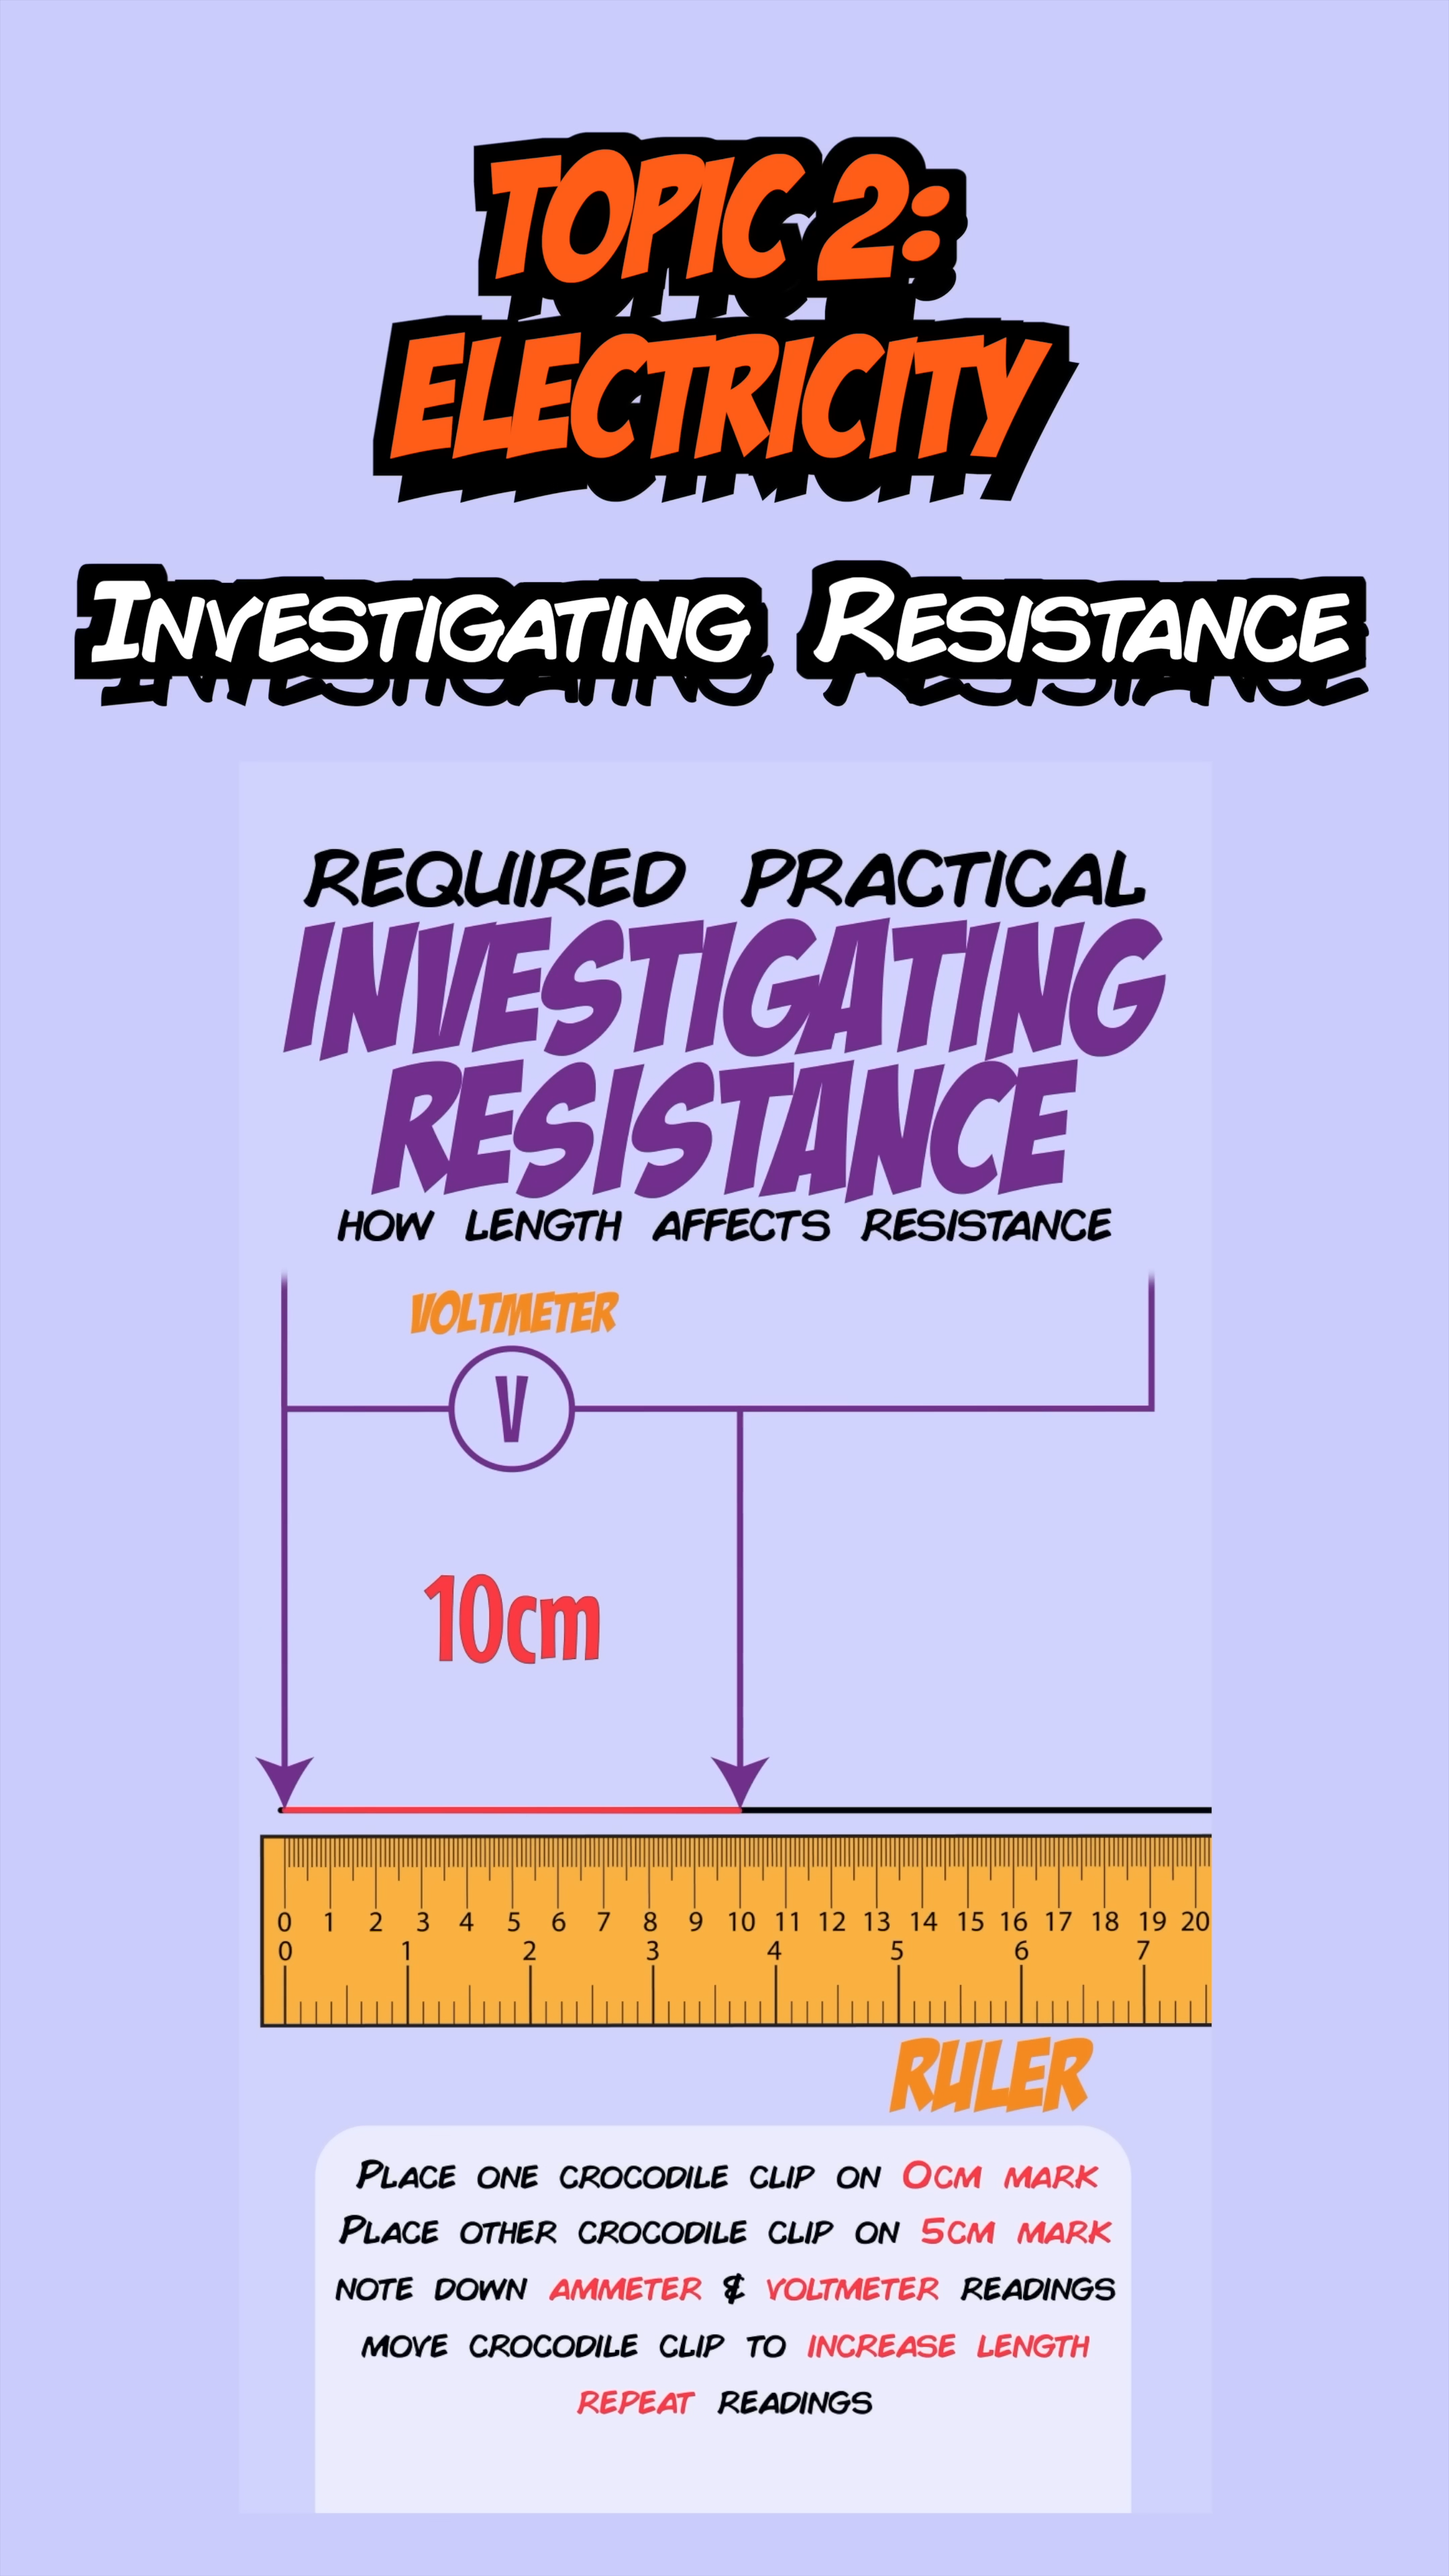 TOPIC 2:
ELECTRICITY
INVESTIGATING RESISTANCE
REQUIRED PRACTICAL
INVESTIGATING
RESISTANCE
HOW LENGTH AFFECTS RESISTANCE
VOLTMETER
V
10cm
0 1 2 3 4 5 6 7 8 9 10 11 12 13 14 15 16 17 18 19 20
0 1 2 3 4 5 6 7
RULER
PLACE ONE CROCODILE CLIP ON 0CM MARK
PLACE OTHER CROCODILE CLIP ON 5CM MARK
NOTE DOWN AMMETER & VOLTMETER READINGS
MOVE CROCODILE CLIP TO INCREASE LENGTH
REPEAT READINGS